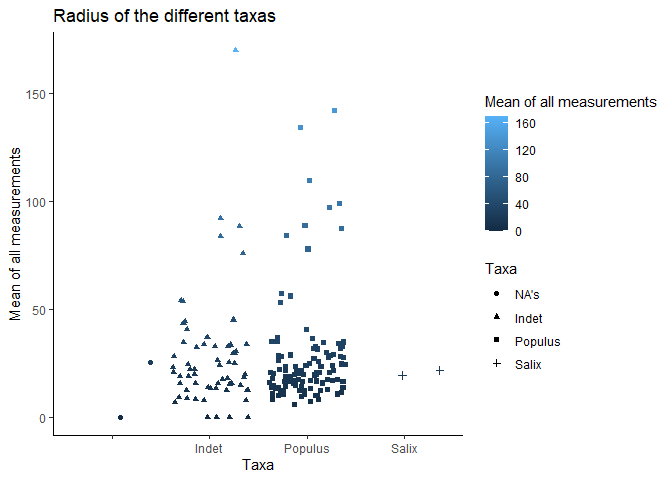 Radius of the different taxas
Mean of all measurements
150
100
50
0
Indet
Populus
Salix
Taxa
Mean of all measurements
160
120
80
40
0
Taxa
NA's
Indet
Populus
Salix